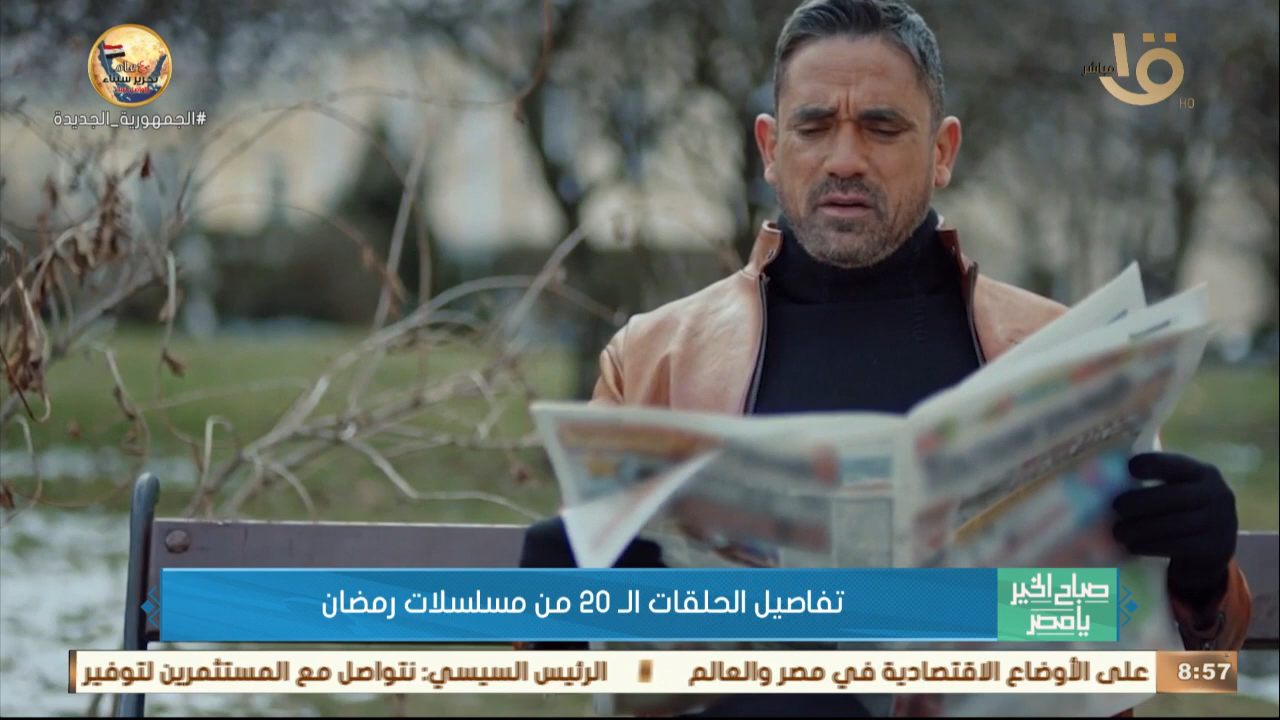 عام
تحرير سيناء
#الجمهورية_الجديدة
مباشر
HD
صباح الخير
يا مصر
تفاصيل الحلقات الـ 20 من مسلسلات رمضان
8:57
على الأوضاع الاقتصادية في مصر والعالم
الرئيس السيسي: نتواصل مع المستثمرين لتوفير